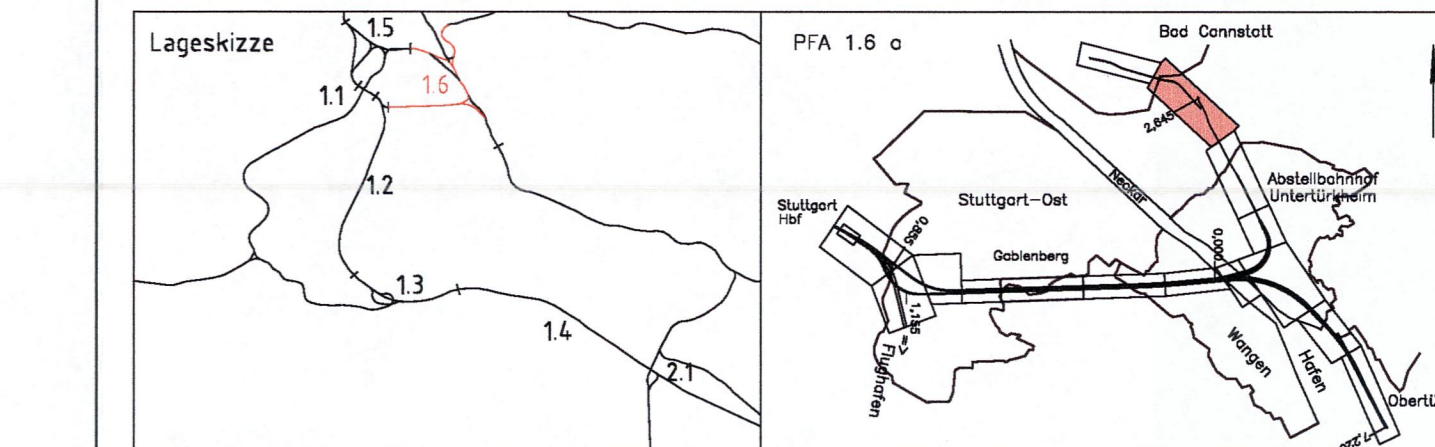 Lageskizze
1.5
1.1
1.6
1.2
1.3
1.4
2.1
PFA 1.6 a
Bad Cannstatt
2,645
Neckar
Abstellbahnhof
Untertürkheim
Stuttgart-Ost
Stuttgart
Hbf
0,855
Gablenberg
0,000
1,155 =>
Flughafen
Wangen
Hafen